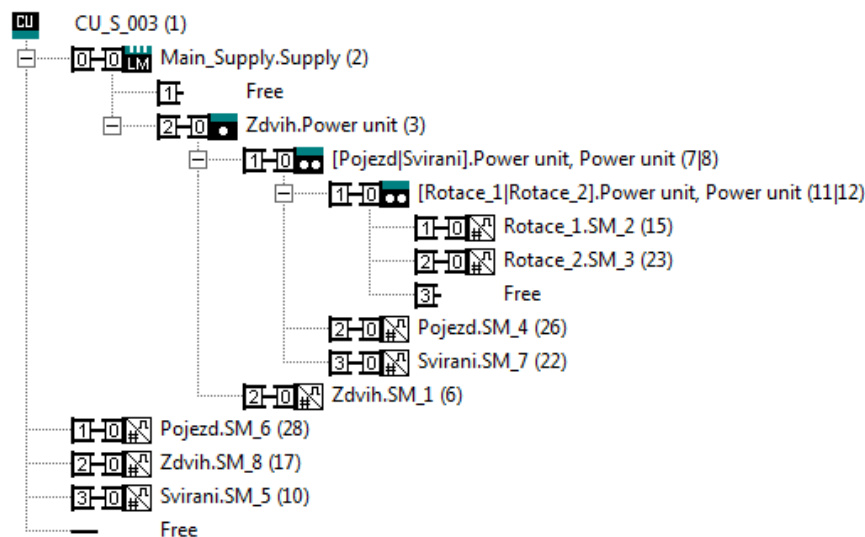 CU CU_S_003 (1)
0 0 LM Main_Supply.Supply (2)
1 Free
2 0 Zdvih.Power unit (3)
1 0 [Pojezd|Svirani].Power unit, Power unit (7|8)
1 0 [Rotace_1|Rotace_2].Power unit, Power unit (11|12)
1 0 # Rotace_1.SM_2 (15)
2 0 # Rotace_2.SM_3 (23)
3 Free
2 0 # Pojezd.SM_4 (26)
3 0 # Svirani.SM_7 (22)
2 0 # Zdvih.SM_1 (6)
1 0 # Pojezd.SM_6 (28)
2 0 # Zdvih.SM_8 (17)
3 0 # Svirani.SM_5 (10)
Free